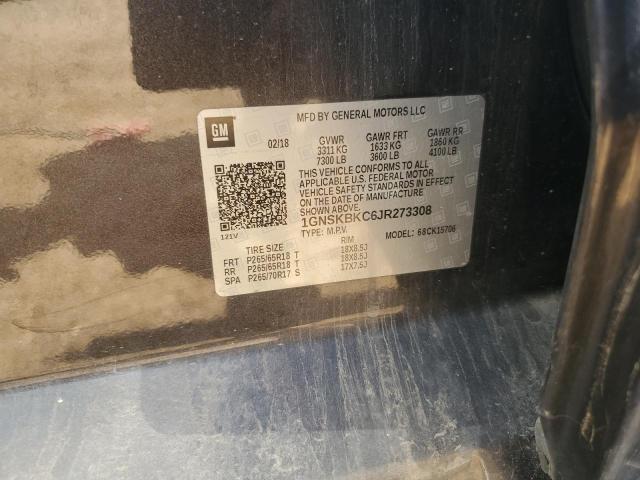 MFD BY GENERAL MOTORS LLC
GM
02/18
GVWR GAWR FRT GAWR RR
3311 KG 1633 KG 1860 KG
7300 LB 3600 LB 4100 LB
THIS VEHICLE CONFORMS TO ALL
APPLICABLE U.S. FEDERAL MOTOR
VEHICLE SAFETY STANDARDS IN EFFECT
ON THE DATE OF MANUFACTURE
1GNSKBKC6JR273308
TYPE: M.P.V. MODEL: 68CK15706
121V
TIRE SIZE RIM
FRT P265/65R18 T 18X8.5J
RR P265/65R18 T 18X8.5J
SPA P265/70R17 S 17X7.5J